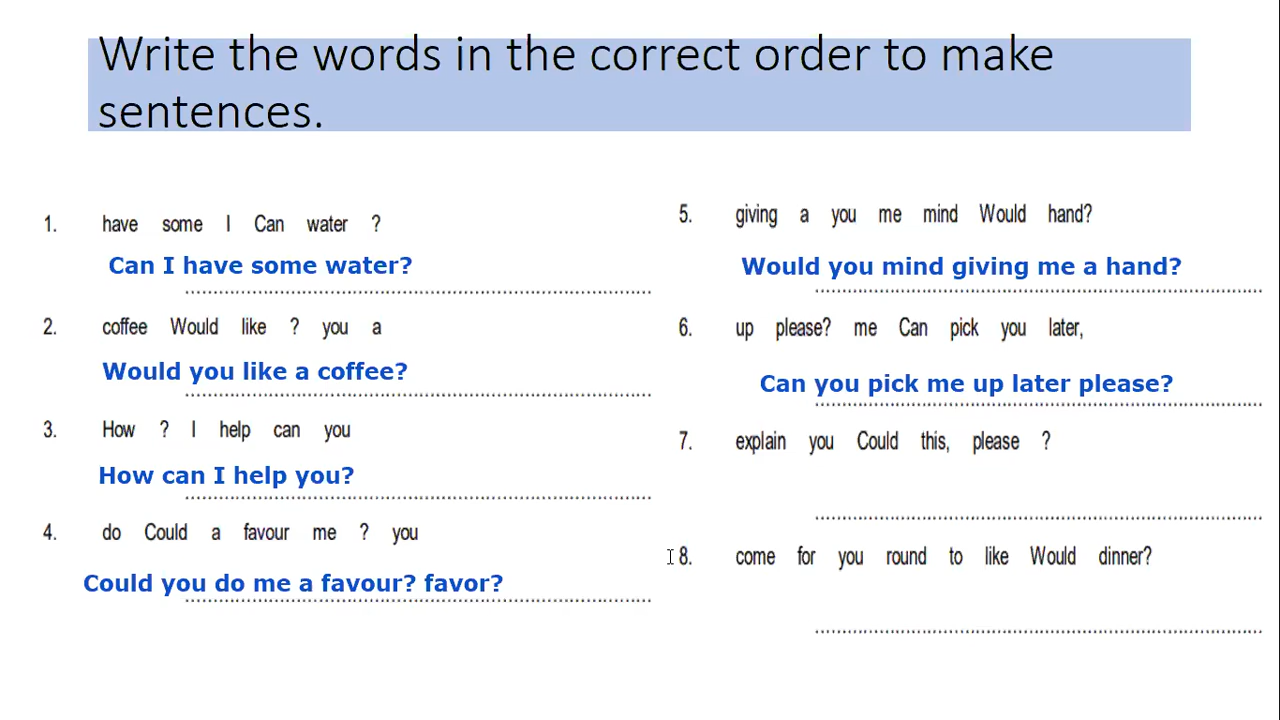 Write the words in the correct order to make
sentences.
1. have some I Can water ?
Can I have some water?
2. coffee Would like ? you a
Would you like a coffee?
3. How ? I help can you
How can I help you?
4. do Could a favour me ? you
Could you do me a favour? favor?
5. giving a you me mind Would hand?
Would you mind giving me a hand?
6. up please? me Can pick you later,
Can you pick me up later please?
7. explain you Could this, please ?
8. come for you round to like Would dinner?